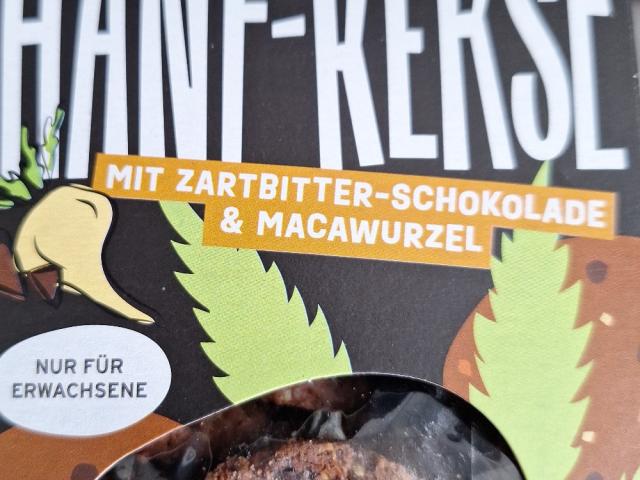 HANF-KEKSE
MIT ZARTBITTER-SCHOKOLADE
& MACAWURZEL
NUR FÜR
ERWACHSENE